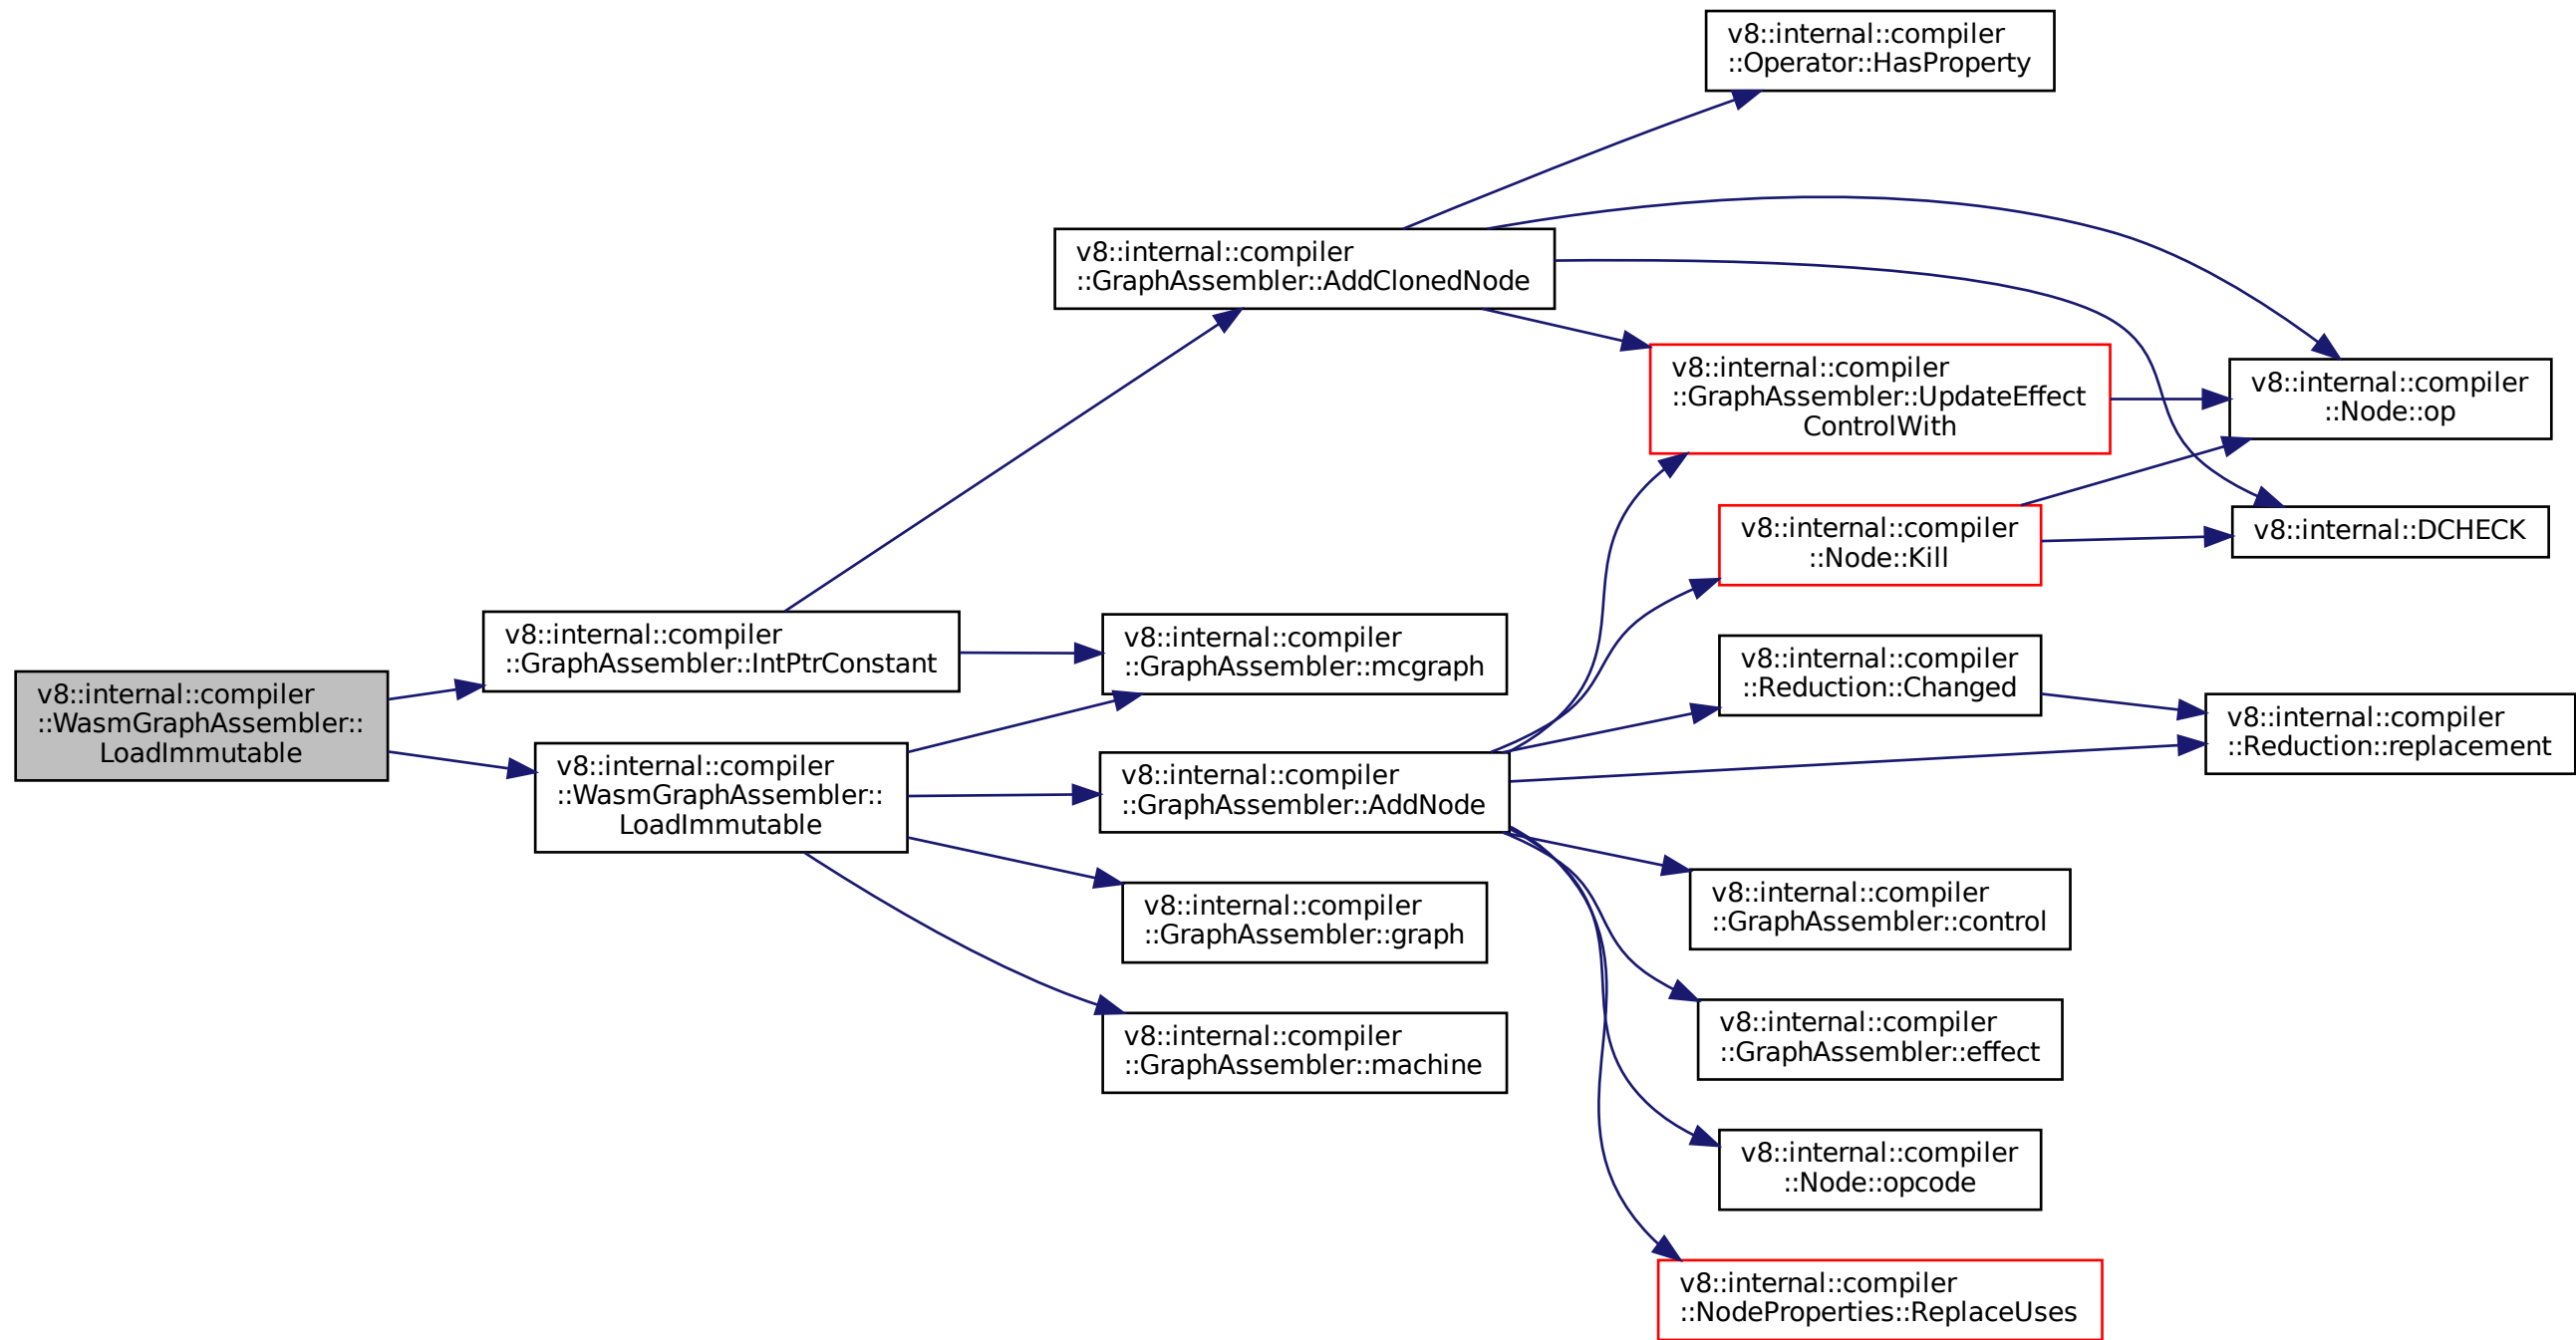 v8::internal::compiler
::Operator::HasProperty
v8::internal::compiler
::GraphAssembler::AddClonedNode
v8::internal::compiler
::GraphAssembler::UpdateEffect
ControlWith
v8::internal::compiler
::Node::op
v8::internal::compiler
::Node::Kill
v8::internal::DCHECK
v8::internal::compiler
::GraphAssembler::IntPtrConstant
v8::internal::compiler
::GraphAssembler::mcgraph
v8::internal::compiler
::Reduction::Changed
v8::internal::compiler
::WasmGraphAssembler::
LoadImmutable
v8::internal::compiler
::Reduction::replacement
v8::internal::compiler
::WasmGraphAssembler::
LoadImmutable
v8::internal::compiler
::GraphAssembler::AddNode
v8::internal::compiler
::GraphAssembler::control
v8::internal::compiler
::GraphAssembler::graph
v8::internal::compiler
::GraphAssembler::effect
v8::internal::compiler
::GraphAssembler::machine
v8::internal::compiler
::Node::opcode
v8::internal::compiler
::NodeProperties::ReplaceUses